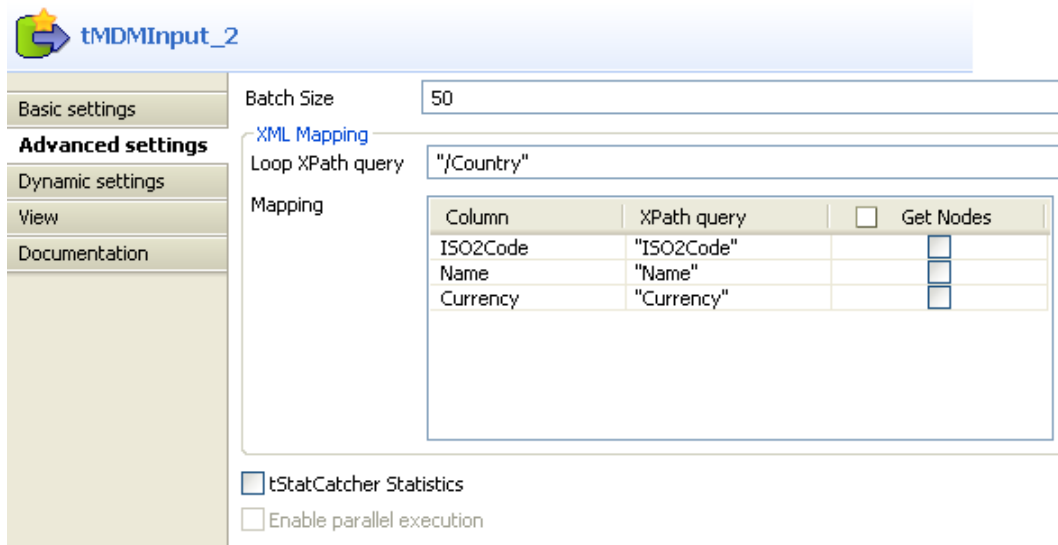 tMDMInput_2
Basic settings
Advanced settings
Dynamic settings
View
Documentation
Batch Size 50
XML Mapping
Loop XPath query "/Country"
Mapping
Column XPath query Get Nodes
ISO2Code "ISO2Code"
Name "Name"
Currency "Currency"
tStatCatcher Statistics
Enable parallel execution